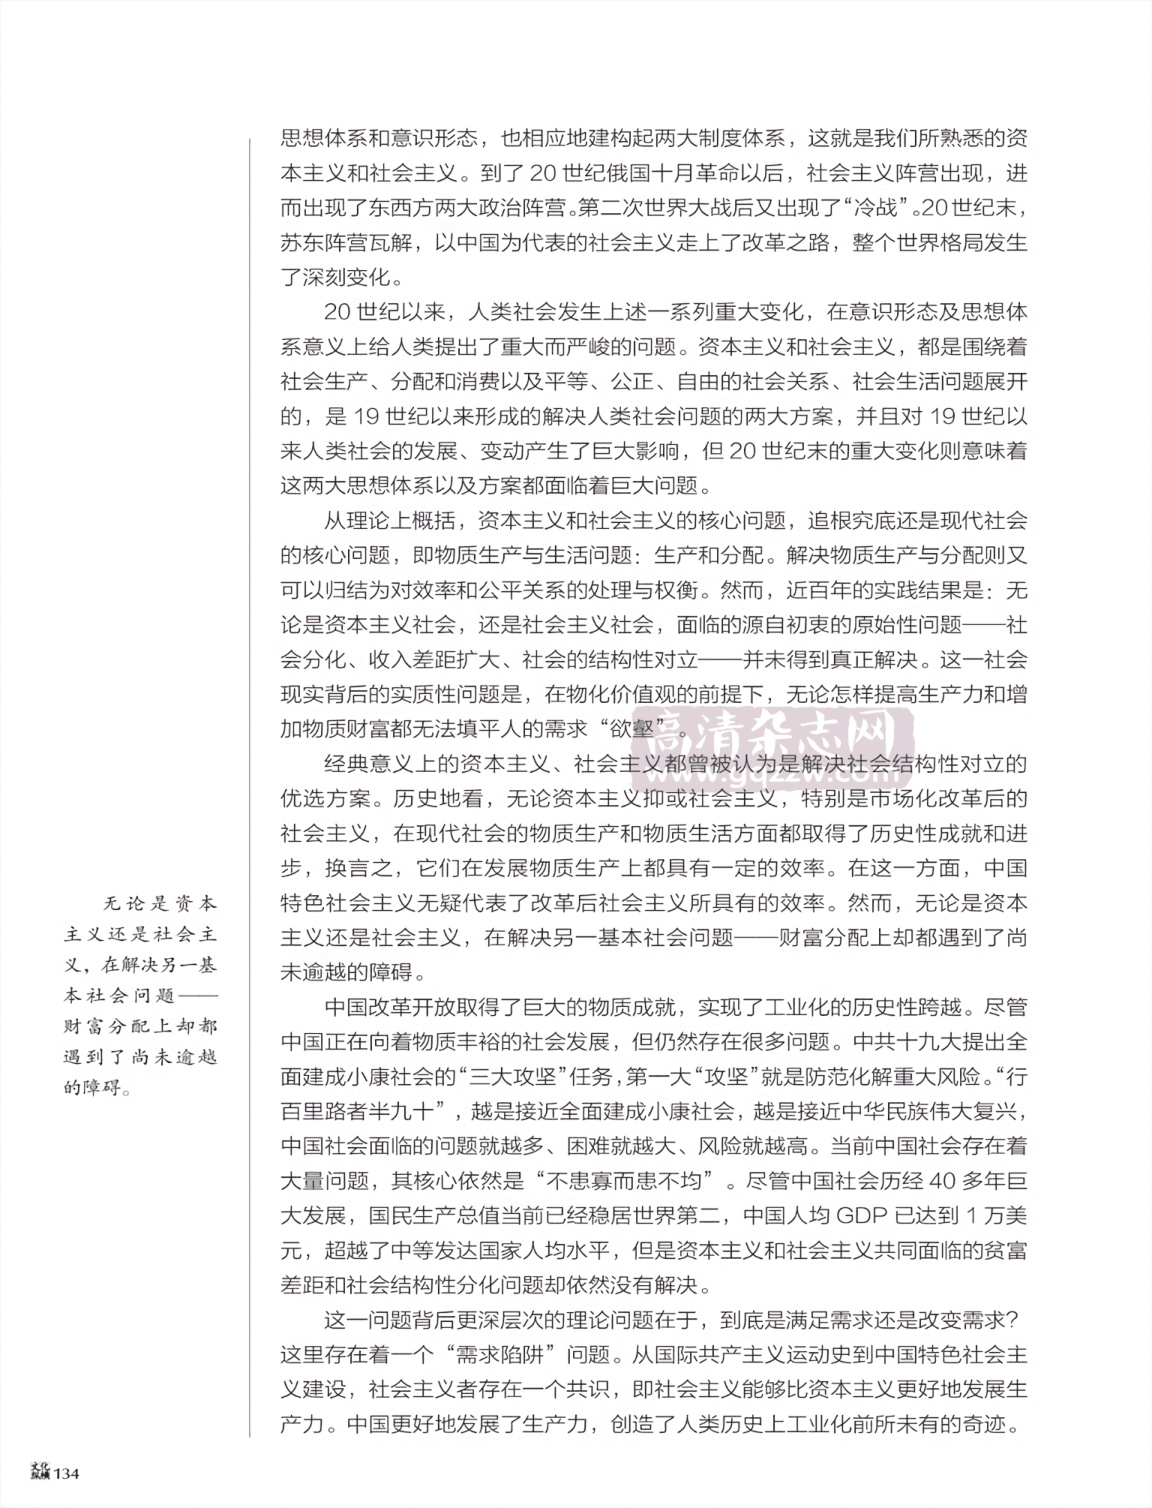 思想体系和意识形态，也相应地建构起两大制度体系，这就是我们所熟悉的资
本主义和社会主义。到了 20 世纪俄国十月革命以后，社会主义阵营出现，进
而出现了东西方两大政治阵营。第二次世界大战后又出现了“冷战”。20世纪末，
苏东阵营瓦解，以中国为代表的社会主义走上了改革之路，整个世界格局发生
了深刻变化。
20 世纪以来，人类社会发生上述一系列重大变化，在意识形态及思想体
系意义上给人类提出了重大而严峻的问题。资本主义和社会主义，都是围绕着
社会生产、分配和消费以及平等、公正、自由的社会关系、社会生活问题展开
的，是 19 世纪以来形成的解决人类社会问题的两大方案，并且对 19 世纪以
来人类社会的发展、变动产生了巨大影响，但 20 世纪末的重大变化则意味着
这两大思想体系以及方案都面临着巨大问题。
从理论上概括，资本主义和社会主义的核心问题，追根究底还是现代社会
的核心问题，即物质生产与生活问题：生产和分配。解决物质生产与分配则又
可以归结为对效率和公平关系的处理与权衡。然而，近百年的实践结果是：无
论是资本主义社会，还是社会主义社会，面临的源自初衷的原始性问题——社
会分化、收入差距扩大、社会的结构性对立——并未得到真正解决。这一社会
现实背后的实质性问题是，在物化价值观的前提下，无论怎样提高生产力和增
加物质财富都无法填平人的需求“欲壑”。
高清杂志网
www.gqzzw.com
经典意义上的资本主义、社会主义都曾被认为是解决社会结构性对立的
优选方案。历史地看，无论资本主义抑或社会主义，特别是市场化改革后的
社会主义，在现代社会的物质生产和物质生活方面都取得了历史性成就和进
步，换言之，它们在发展物质生产上都具有一定的效率。在这一方面，中国
特色社会主义无疑代表了改革后社会主义所具有的效率。然而，无论是资本
主义还是社会主义，在解决另一基本社会问题——财富分配上却都遇到了尚
未逾越的障碍。
无论是资本
主义还是社会主
义，在解决另一基
本社会问题——
财富分配上却都
遇到了尚未逾越
的障碍。
中国改革开放取得了巨大的物质成就，实现了工业化的历史性跨越。尽管
中国正在向着物质丰裕的社会发展，但仍然存在很多问题。中共十九大提出全
面建成小康社会的“三大攻坚”任务，第一大“攻坚”就是防范化解重大风险。“行
百里路者半九十”，越是接近全面建成小康社会，越是接近中华民族伟大复兴，
中国社会面临的问题就越多、困难就越大、风险就越高。当前中国社会存在着
大量问题，其核心依然是“不患寡而患不均”。尽管中国社会历经 40 多年巨
大发展，国民生产总值当前已经稳居世界第二，中国人均 GDP 已达到 1 万美
元，超越了中等发达国家人均水平，但是资本主义和社会主义共同面临的贫富
差距和社会结构性分化问题却依然没有解决。
这一问题背后更深层次的理论问题在于，到底是满足需求还是改变需求？
这里存在着一个“需求陷阱”问题。从国际共产主义运动史到中国特色社会主
义建设，社会主义者存在一个共识，即社会主义能够比资本主义更好地发展生
产力。中国更好地发展了生产力，创造了人类历史上工业化前所未有的奇迹。
文化纵横 134